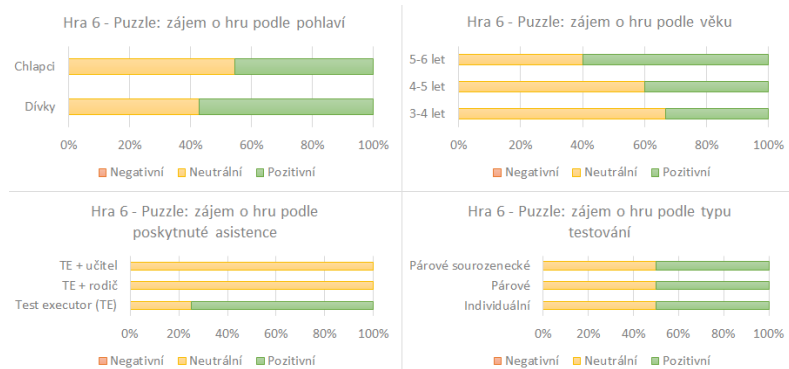 Hra 6 - Puzzle: zájem o hru podle pohlaví
Chlapci
Dívky
0% 20% 40% 60% 80% 100%
Negativní Neutrální Pozitivní
Hra 6 - Puzzle: zájem o hru podle věku
5-6 let
4-5 let
3-4 let
0% 20% 40% 60% 80% 100%
Negativní Neutrální Pozitivní
Hra 6 - Puzzle: zájem o hru podle
poskytnuté asistence
TE + učitel
TE + rodič
Test executor (TE)
0% 20% 40% 60% 80% 100%
Negativní Neutrální Pozitivní
Hra 6 - Puzzle: zájem o hru podle typu
testování
Párové sourozenecké
Párové
Individuální
0% 20% 40% 60% 80% 100%
Negativní Neutrální Pozitivní